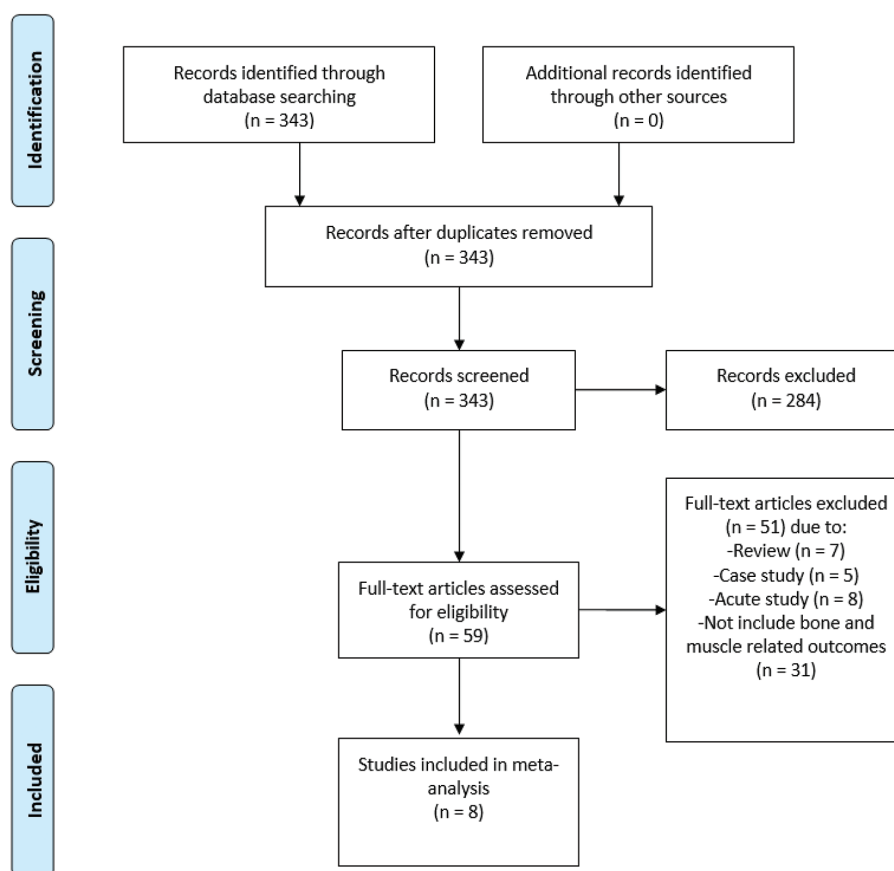 Identification
Records identified through
database searching
(n = 343)
Additional records identified
through other sources
(n = 0)
Records after duplicates removed
(n = 343)
Screening
Records screened
(n = 343)
Records excluded
(n = 284)
Eligibility
Full-text articles assessed
for eligibility
(n = 59)
Full-text articles excluded
(n = 51) due to:
-Review (n = 7)
-Case study (n = 5)
-Acute study (n = 8)
-Not include bone and
muscle related outcomes
(n = 31)
Included
Studies included in meta-
analysis
(n = 8)